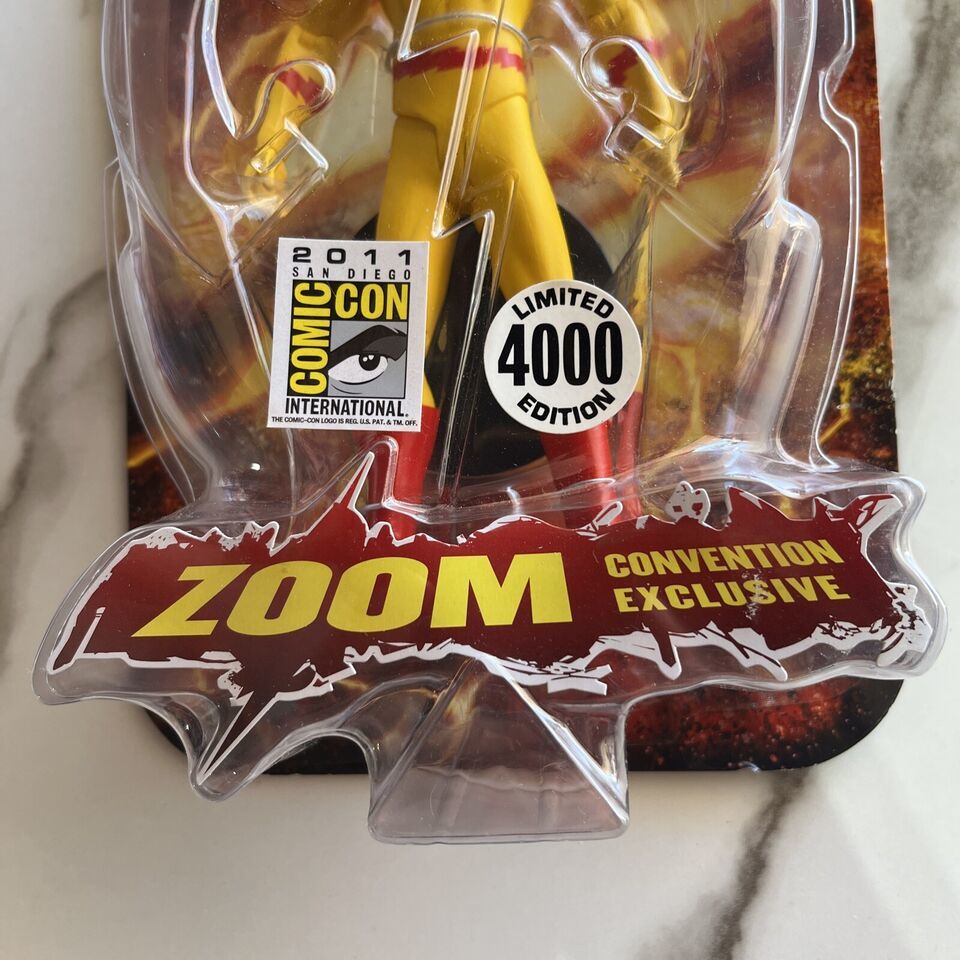 2011
SAN DIEGO
COMIC CON
INTERNATIONAL®
THE COMIC-CON LOGO IS REG. U.S. PAT. & TM. OFF.
LIMITED
4000
EDITION
ZOOM
CONVENTION
EXCLUSIVE